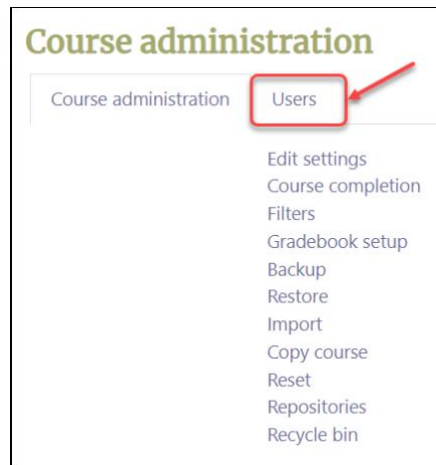 Course administration
Course administration Users
Edit settings
Course completion
Filters
Gradebook setup
Backup
Restore
Import
Copy course
Reset
Repositories
Recycle bin